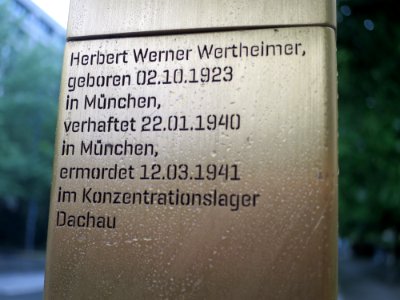 Herbert Werner Wertheimer,
geboren 02.10.1923
in München,
verhaftet 22.01.1940
in München,
ermordet 12.03.1941
im Konzentrationslager
Dachau